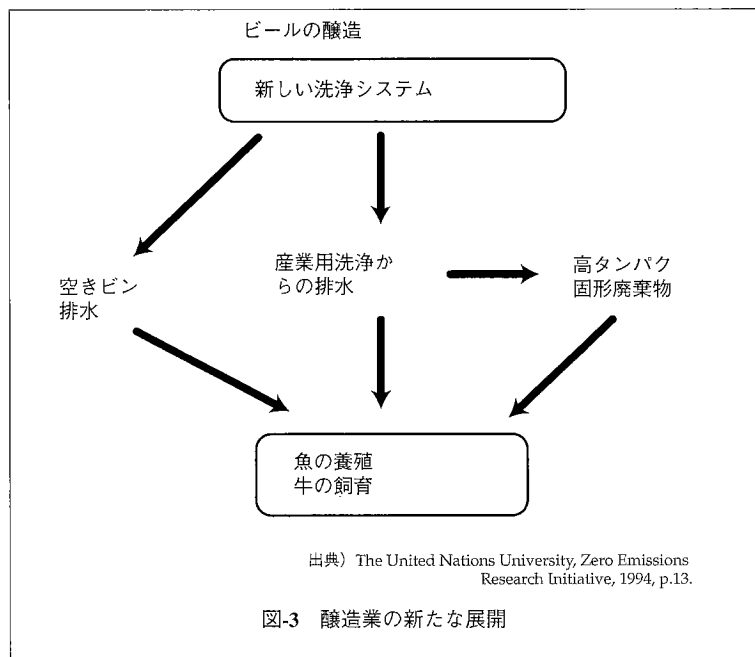 ビールの醸造
新しい洗浄システム
空きビン
排水
産業用洗浄か
らの排水
高タンパク
固形廃棄物
魚の養殖
牛の飼育
出典）The United Nations University, Zero Emissions
Research Initiative, 1994, p.13.
図-3　醸造業の新たな展開